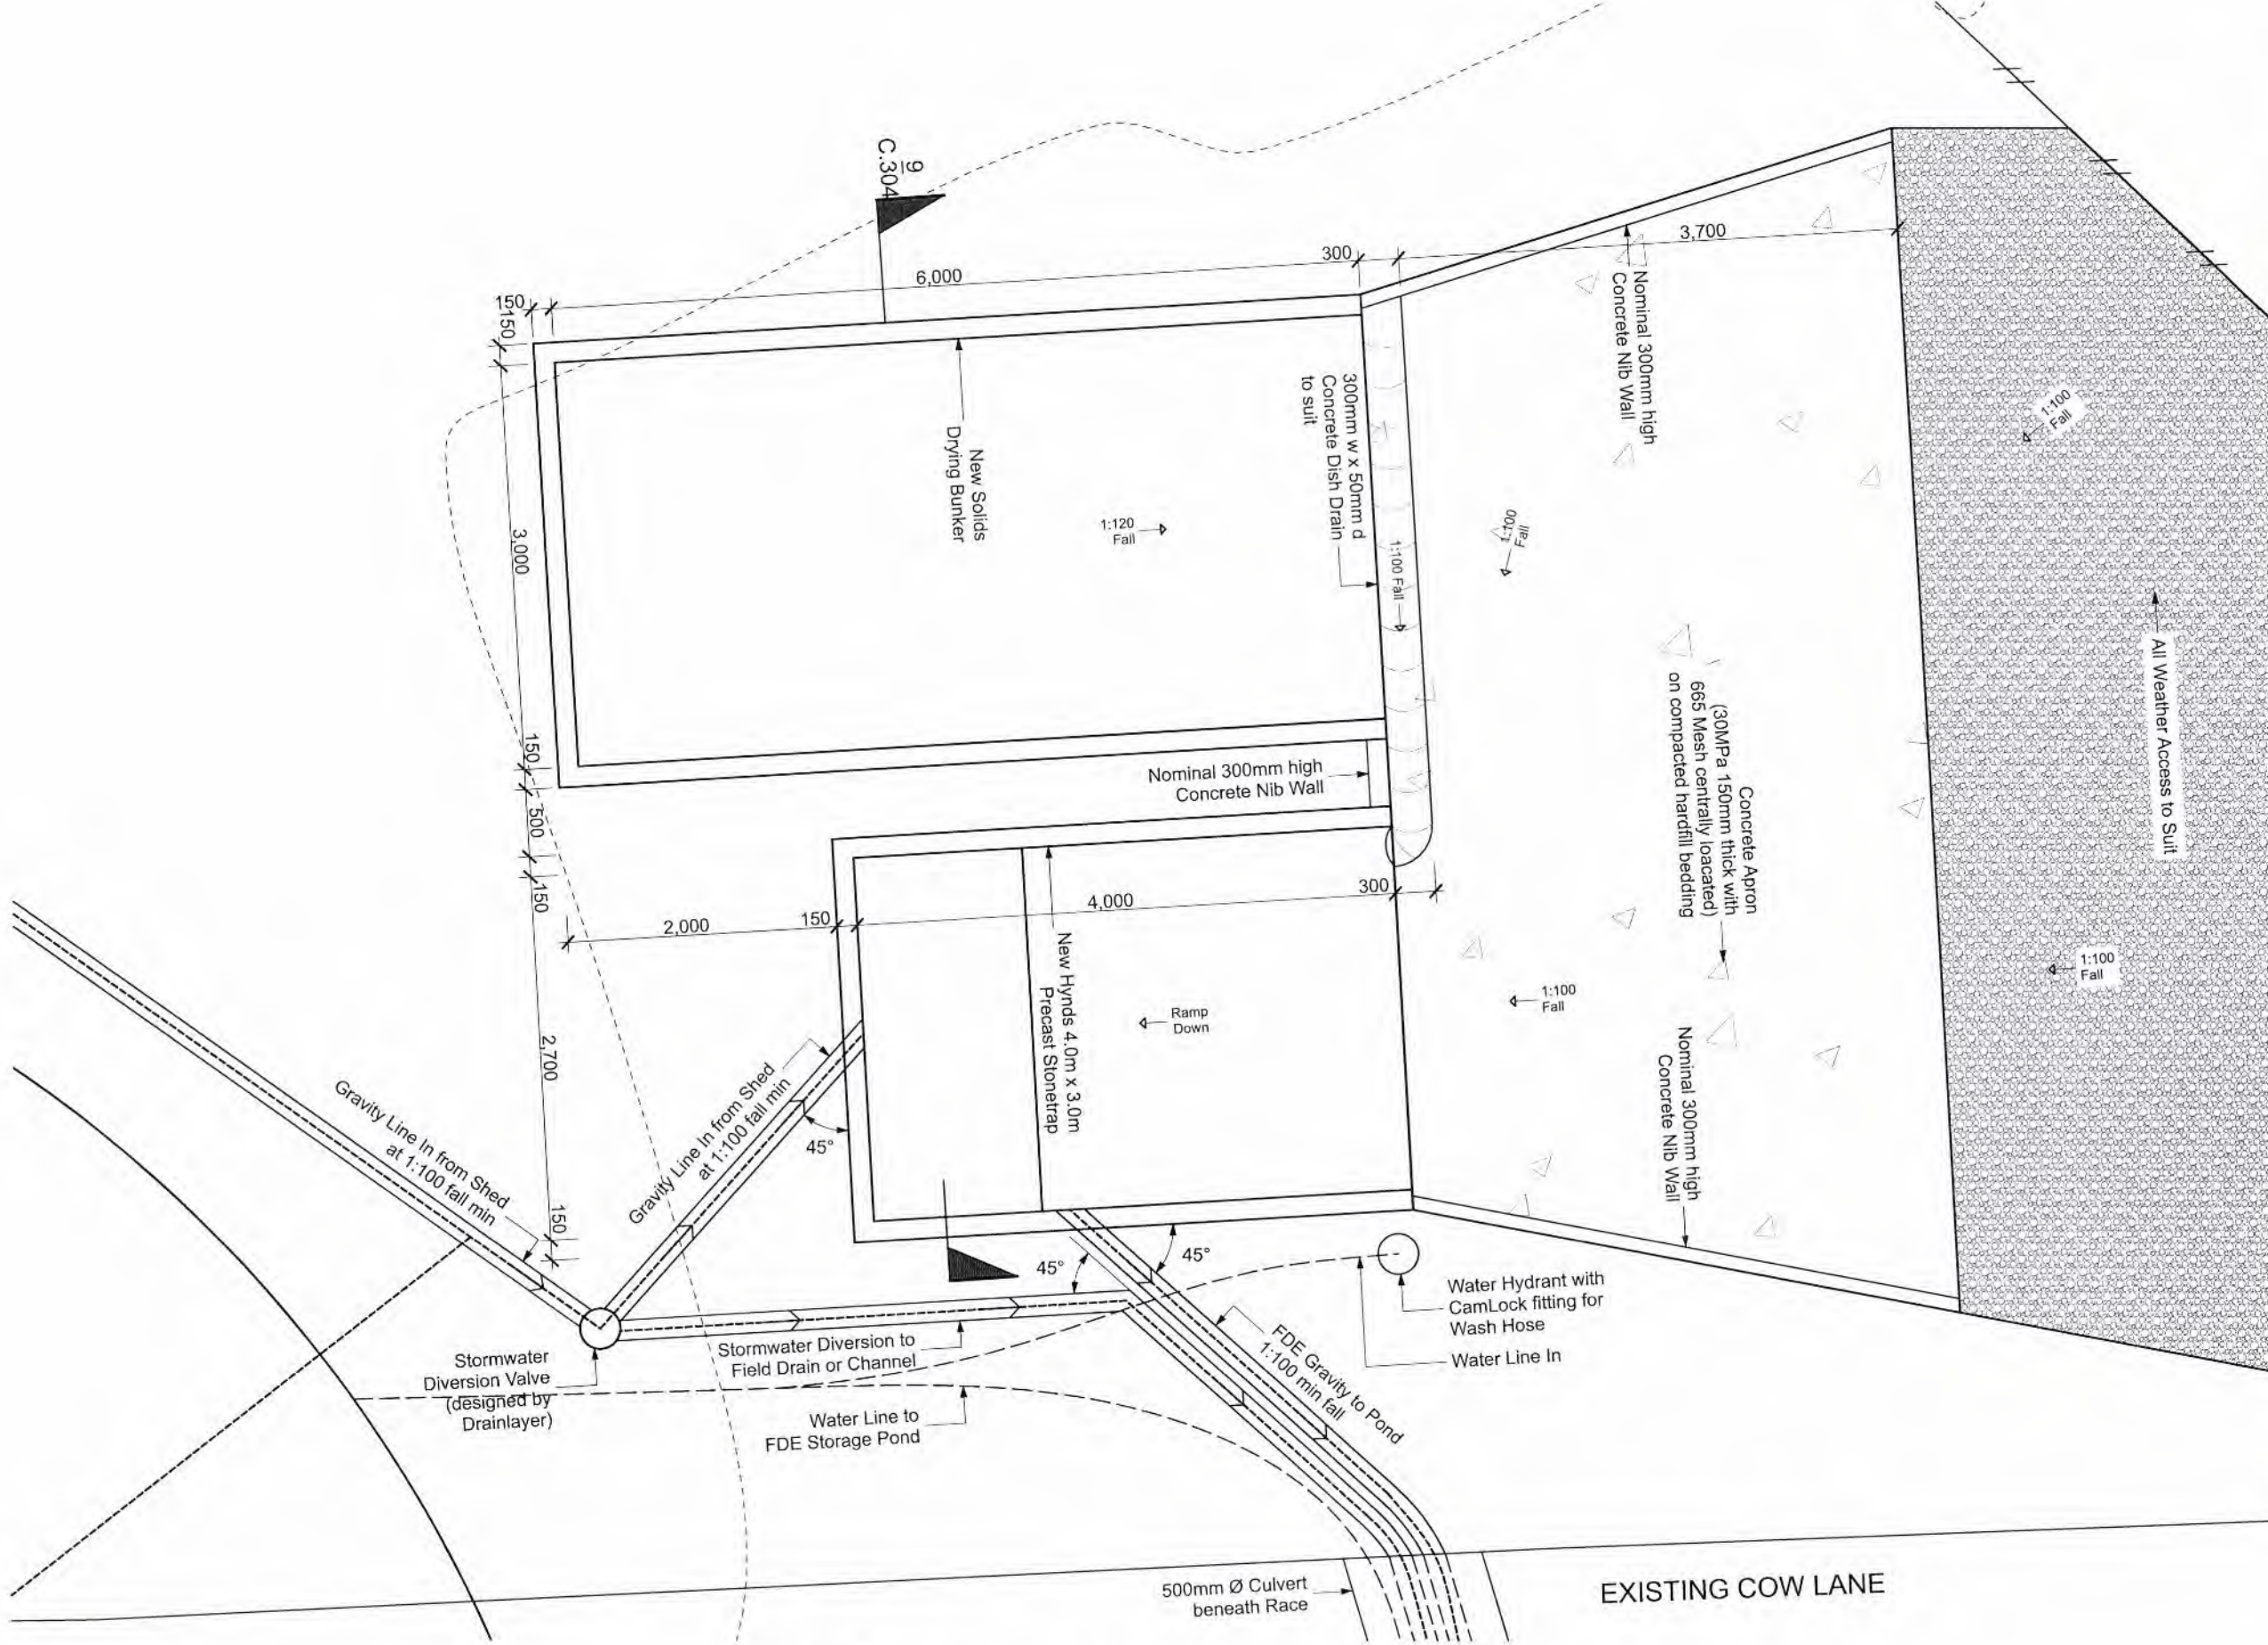 9
C.304
6,000
300
3,700
150
150
3,000
150
500
150
2,700
150
New Solids
Drying Bunker
1:120
Fall
300mm w x 50mm d
Concrete Dish Drain
to suit
1:100 Fall
Nominal 300mm high
Concrete Nib Wall
1:100
Fall
1:100
Fall
All Weather Access to Suit
Concrete Apron
(30MPa 150mm thick with
665 Mesh centrally loacated)
on compacted hardfill bedding
Nominal 300mm high
Concrete Nib Wall
2,000
150
4,000
300
New Hynds 4.0m x 3.0m
Precast Stonetrap
Ramp
Down
1:100
Fall
1:100
Fall
Nominal 300mm high
Concrete Nib Wall
Gravity Line In from Shed
at 1:100 fall min
Gravity Line In from Shed
at 1:100 fall min
45°
45°
45°
Stormwater
Diversion Valve
(designed by
Drainlayer)
Stormwater Diversion to
Field Drain or Channel
Water Line to
FDE Storage Pond
FDE Gravity to Pond
1:100 min fall
Water Hydrant with
CamLock fitting for
Wash Hose
Water Line In
500mm Ø Culvert
beneath Race
EXISTING COW LANE